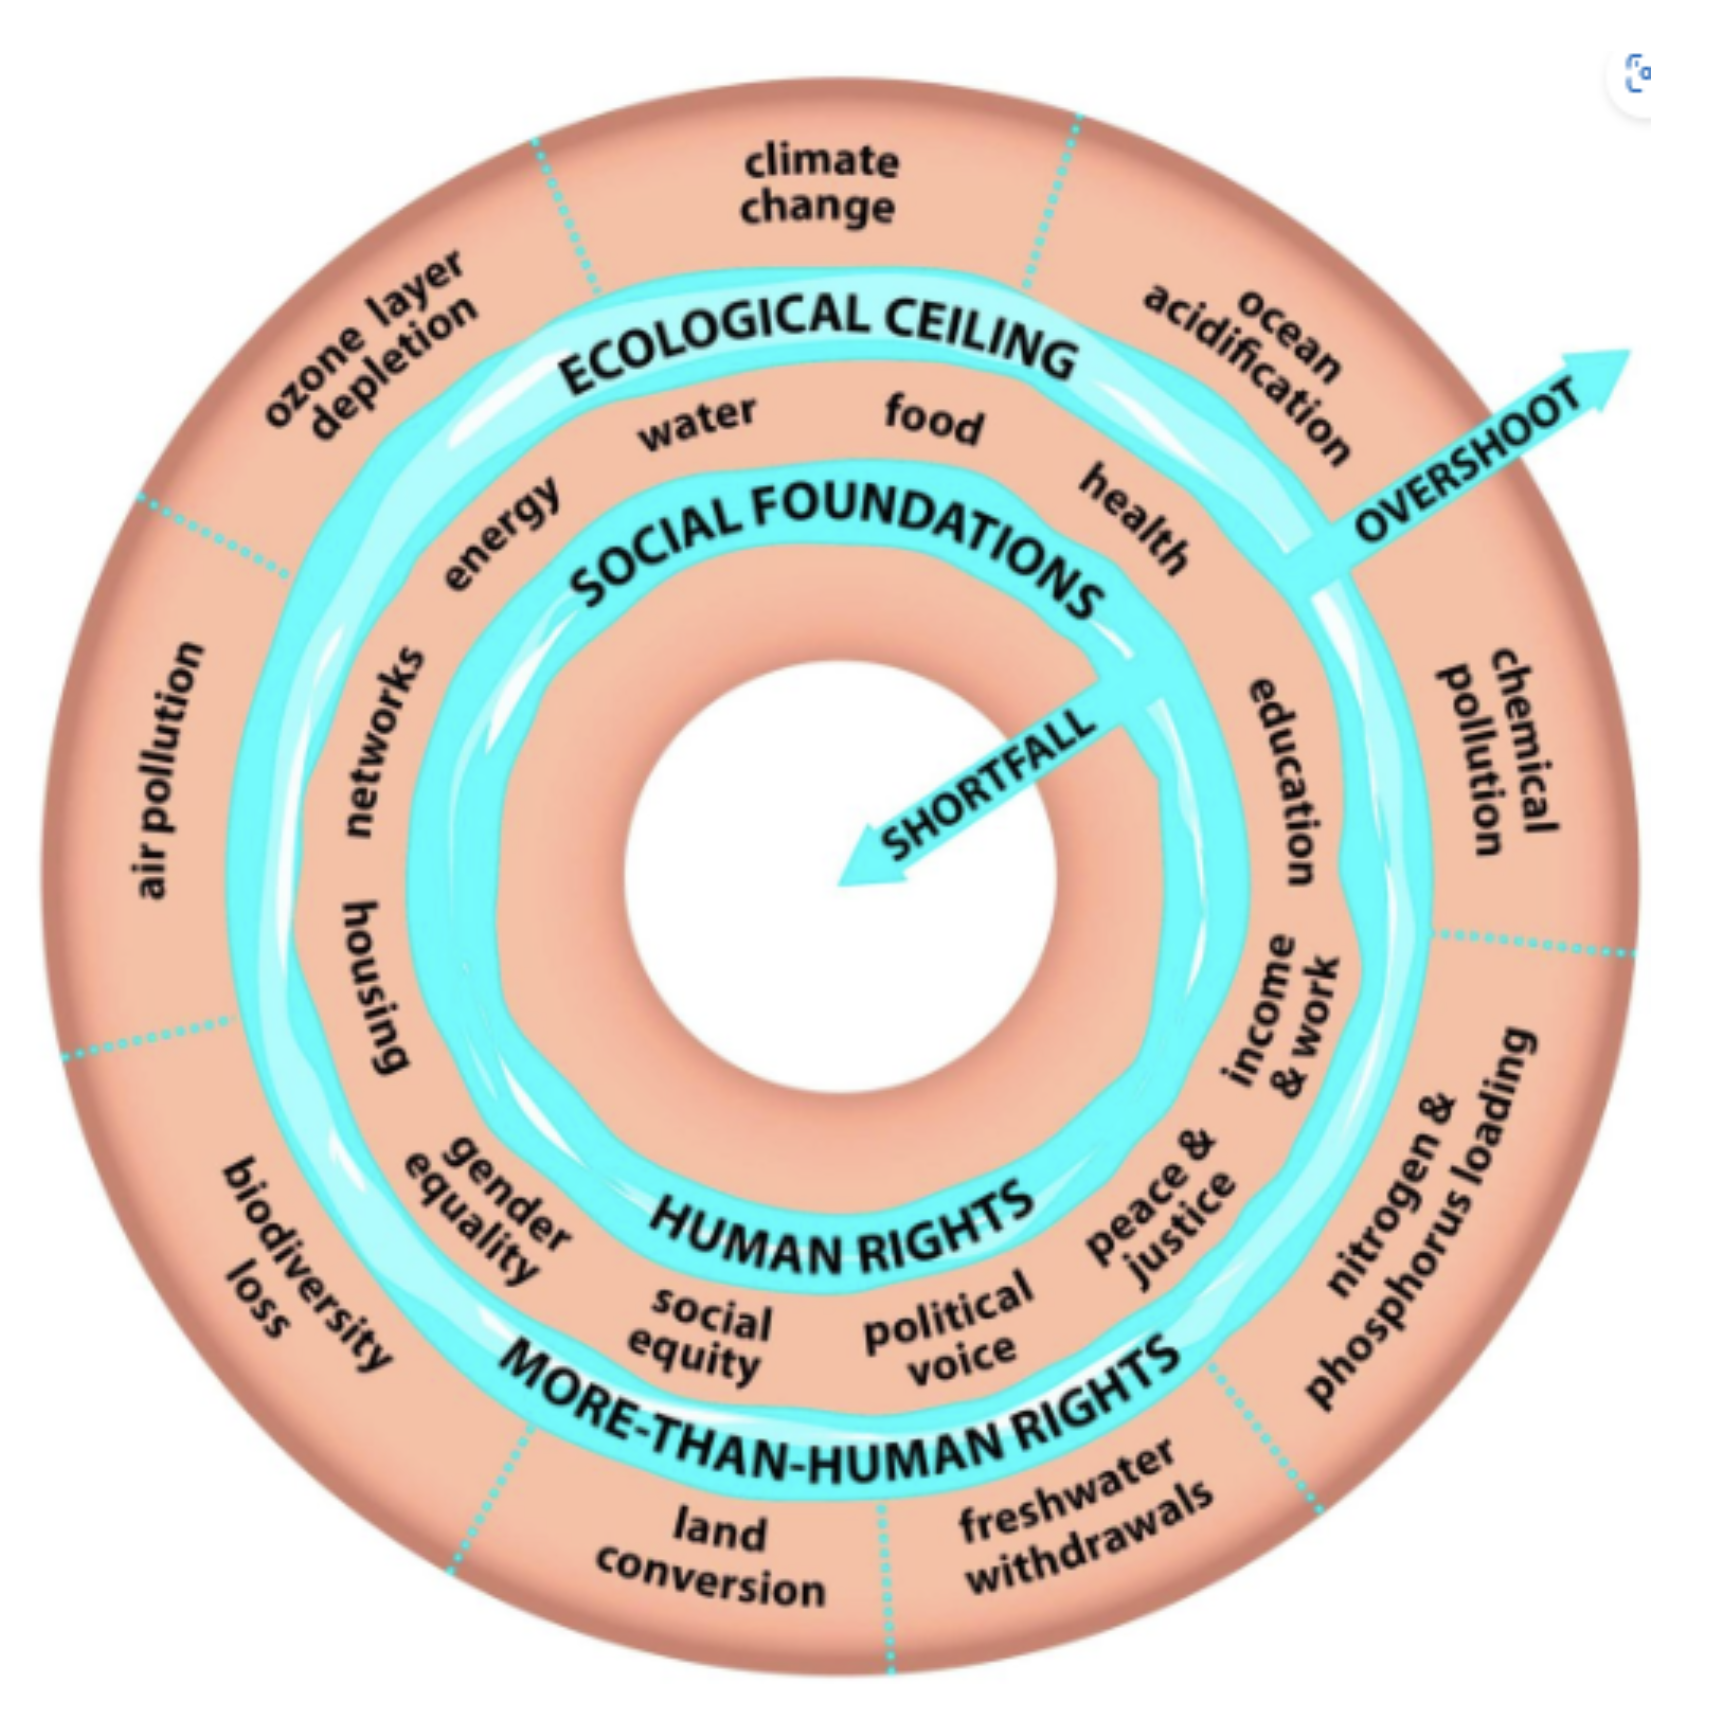 climate
change
ocean
acidification
OVERSHOOT
chemical
pollution
nitrogen &
phosphorus loading
freshwater
withdrawals
land
conversion
biodiversity
loss
air pollution
ozone layer
depletion
ECOLOGICAL CEILING
MORE-THAN-HUMAN RIGHTS
water
food
health
education
income
& work
peace &
justice
political
voice
social
equity
gender
equality
housing
networks
energy
SOCIAL FOUNDATIONS
HUMAN RIGHTS
SHORTFALL